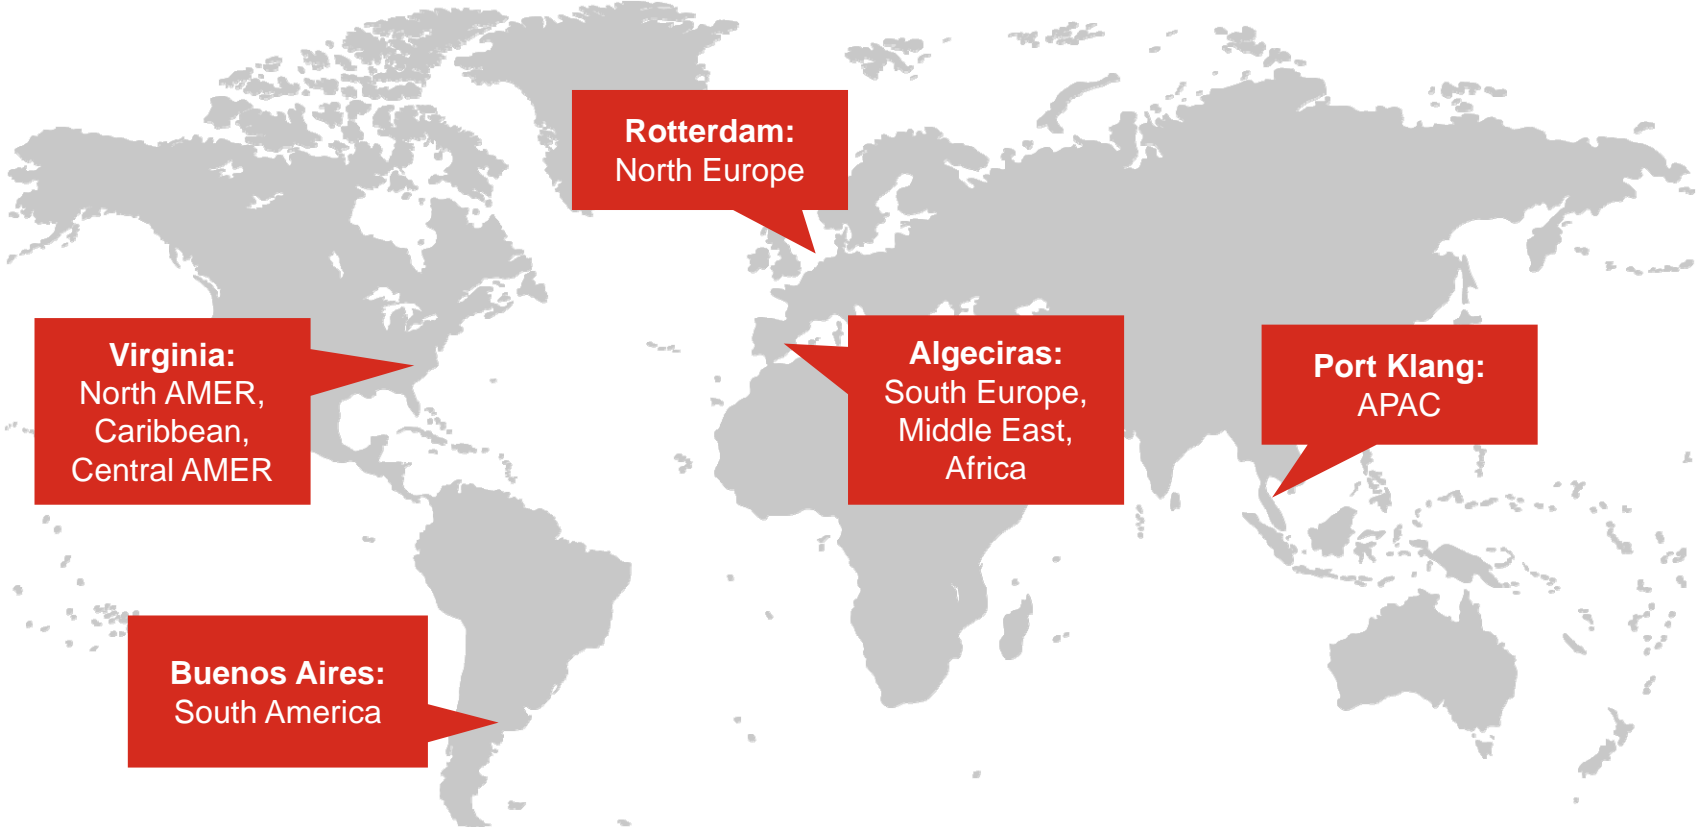 Rotterdam:
North Europe
Virginia:
North AMER,
Caribbean,
Central AMER
Algeciras:
South Europe,
Middle East,
Africa
Port Klang:
APAC
Buenos Aires:
South America